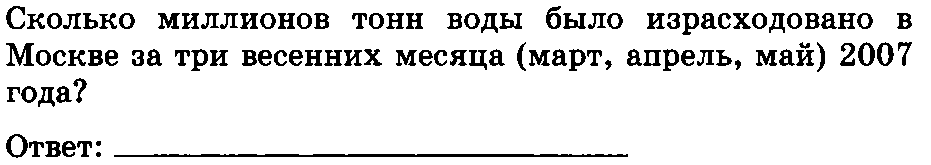 Сколько миллионов тонн воды было израсходовано в
Москве за три весенних месяца (март, апрель, май) 2007
года?
Ответ: